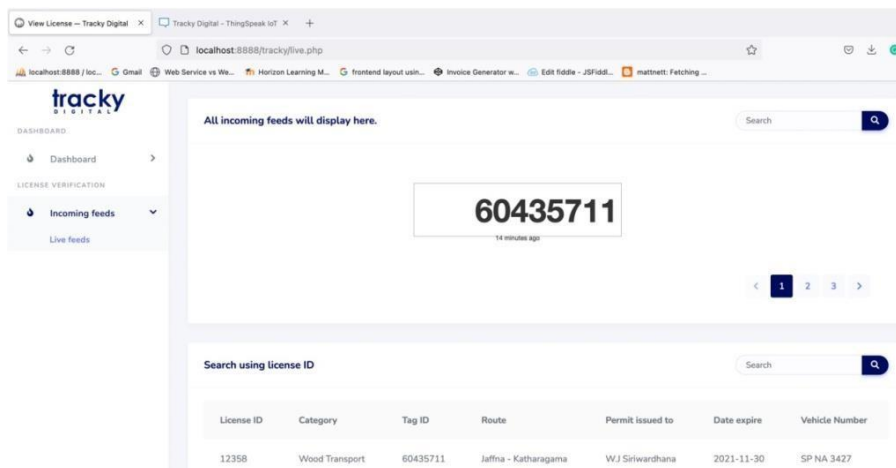 View License — Tracky Digital
Tracky Digital - ThingSpeak IoT
localhost:8888/tracky/live.php
localhost:8888 / loc...
Gmail
Web Service vs We...
Horizon Learning M...
frontend layout usin...
Invoice Generator w...
Edit fiddle - JSFiddl...
mattnett: Fetching ...
tracky
DIGITAL
DASHBOARD
Dashboard
LICENSE VERIFICATION
Incoming feeds
Live feeds
All incoming feeds will display here.
Search
60435711
14 minutes ago
1 2 3
Search using license ID
Search
License ID Category Tag ID Route Permit issued to Date expire Vehicle Number
12358 Wood Transport 60435711 Jaffna - Katharagama W.J Siriwardhana 2021-11-30 SP NA 3427